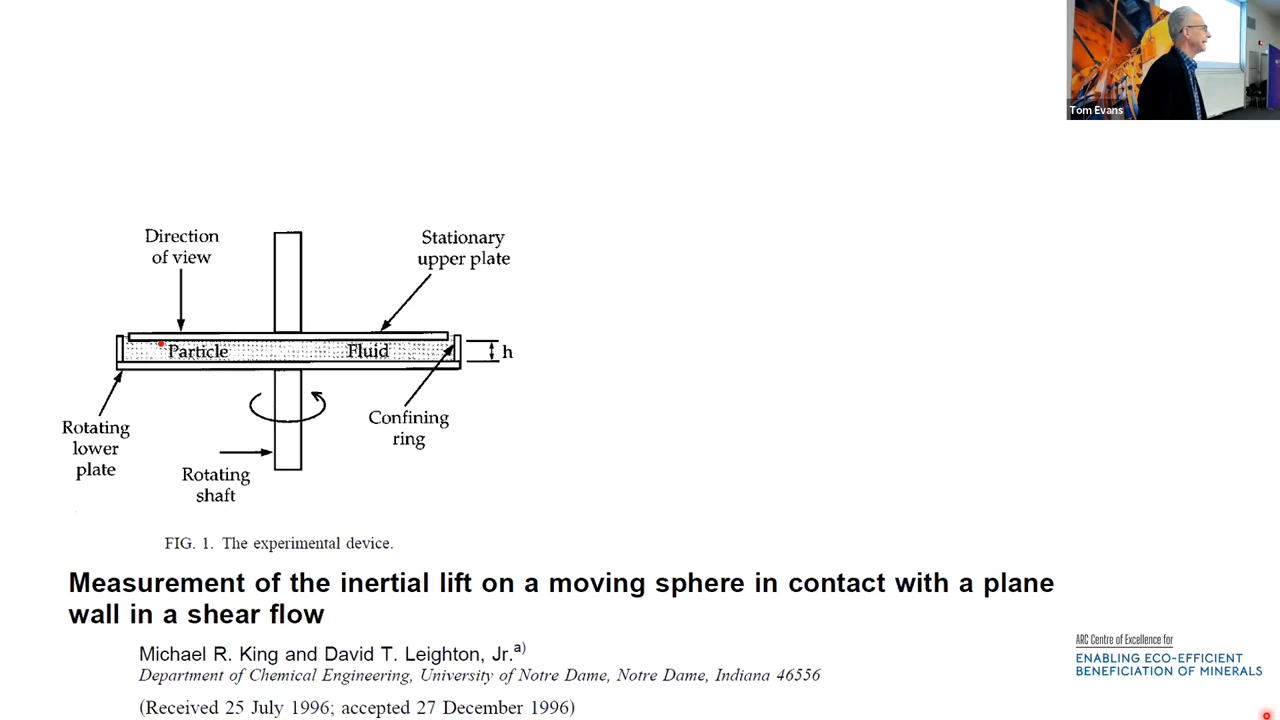 Tom Evans
Direction
of view
Stationary
upper plate
Particle
Fluid
h
Rotating
lower
plate
Confining
ring
Rotating
shaft
FIG. 1. The experimental device.
Measurement of the inertial lift on a moving sphere in contact with a plane
wall in a shear flow
Michael R. King and David T. Leighton, Jr.a)
Department of Chemical Engineering, University of Notre Dame, Notre Dame, Indiana 46556
(Received 25 July 1996; accepted 27 December 1996)
ARC Centre of Excellence for
ENABLING ECO-EFFICIENT
BENEFICIATION OF MINERALS